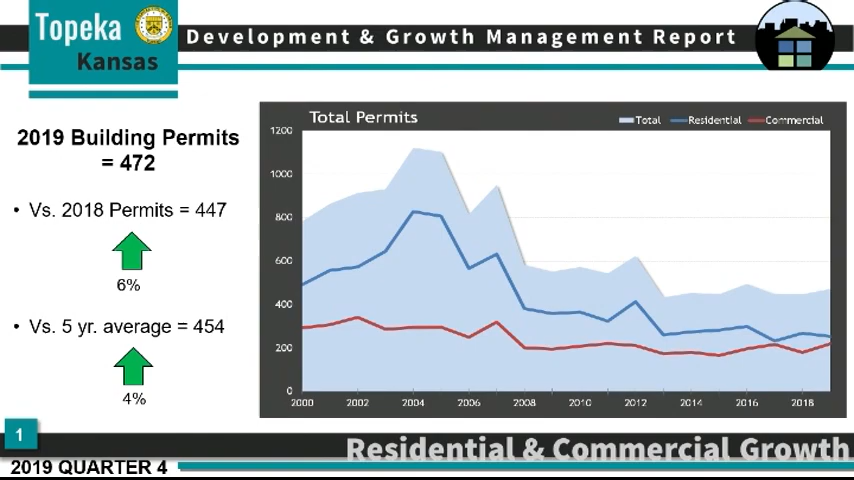 Topeka
Kansas
Development & Growth Management Report
2019 Building Permits
= 472
• Vs. 2018 Permits = 447
6%
• Vs. 5 yr. average = 454
4%
Total Permits
Total Residential Commercial
1200
1000
800
600
400
200
0
2000 2002 2004 2006 2008 2010 2012 2014 2016 2018
1
Residential & Commercial Growth
2019 QUARTER 4